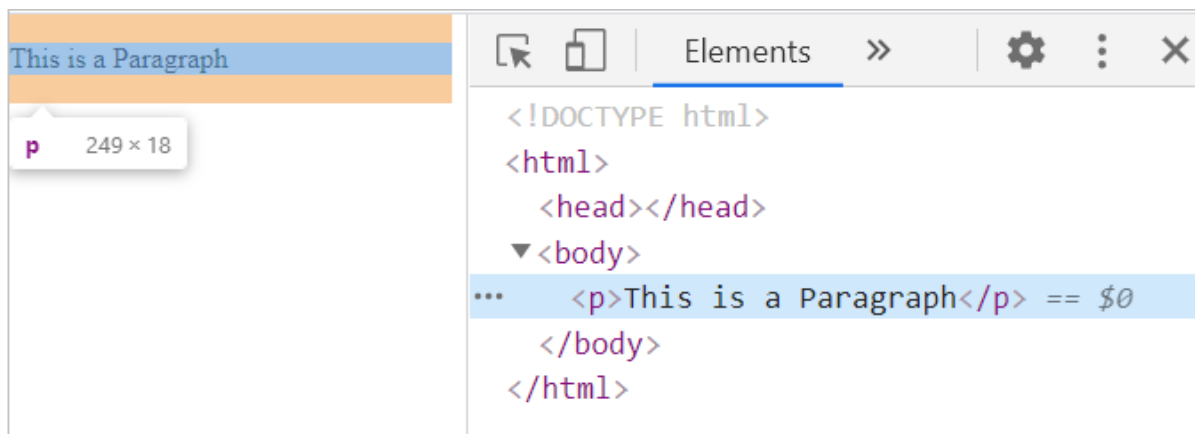 This is a Paragraph
p 249 × 18
Elements »
<!DOCTYPE html>
<html>
<head></head>
▼<body>
••• <p>This is a Paragraph</p> == $0
</body>
</html>